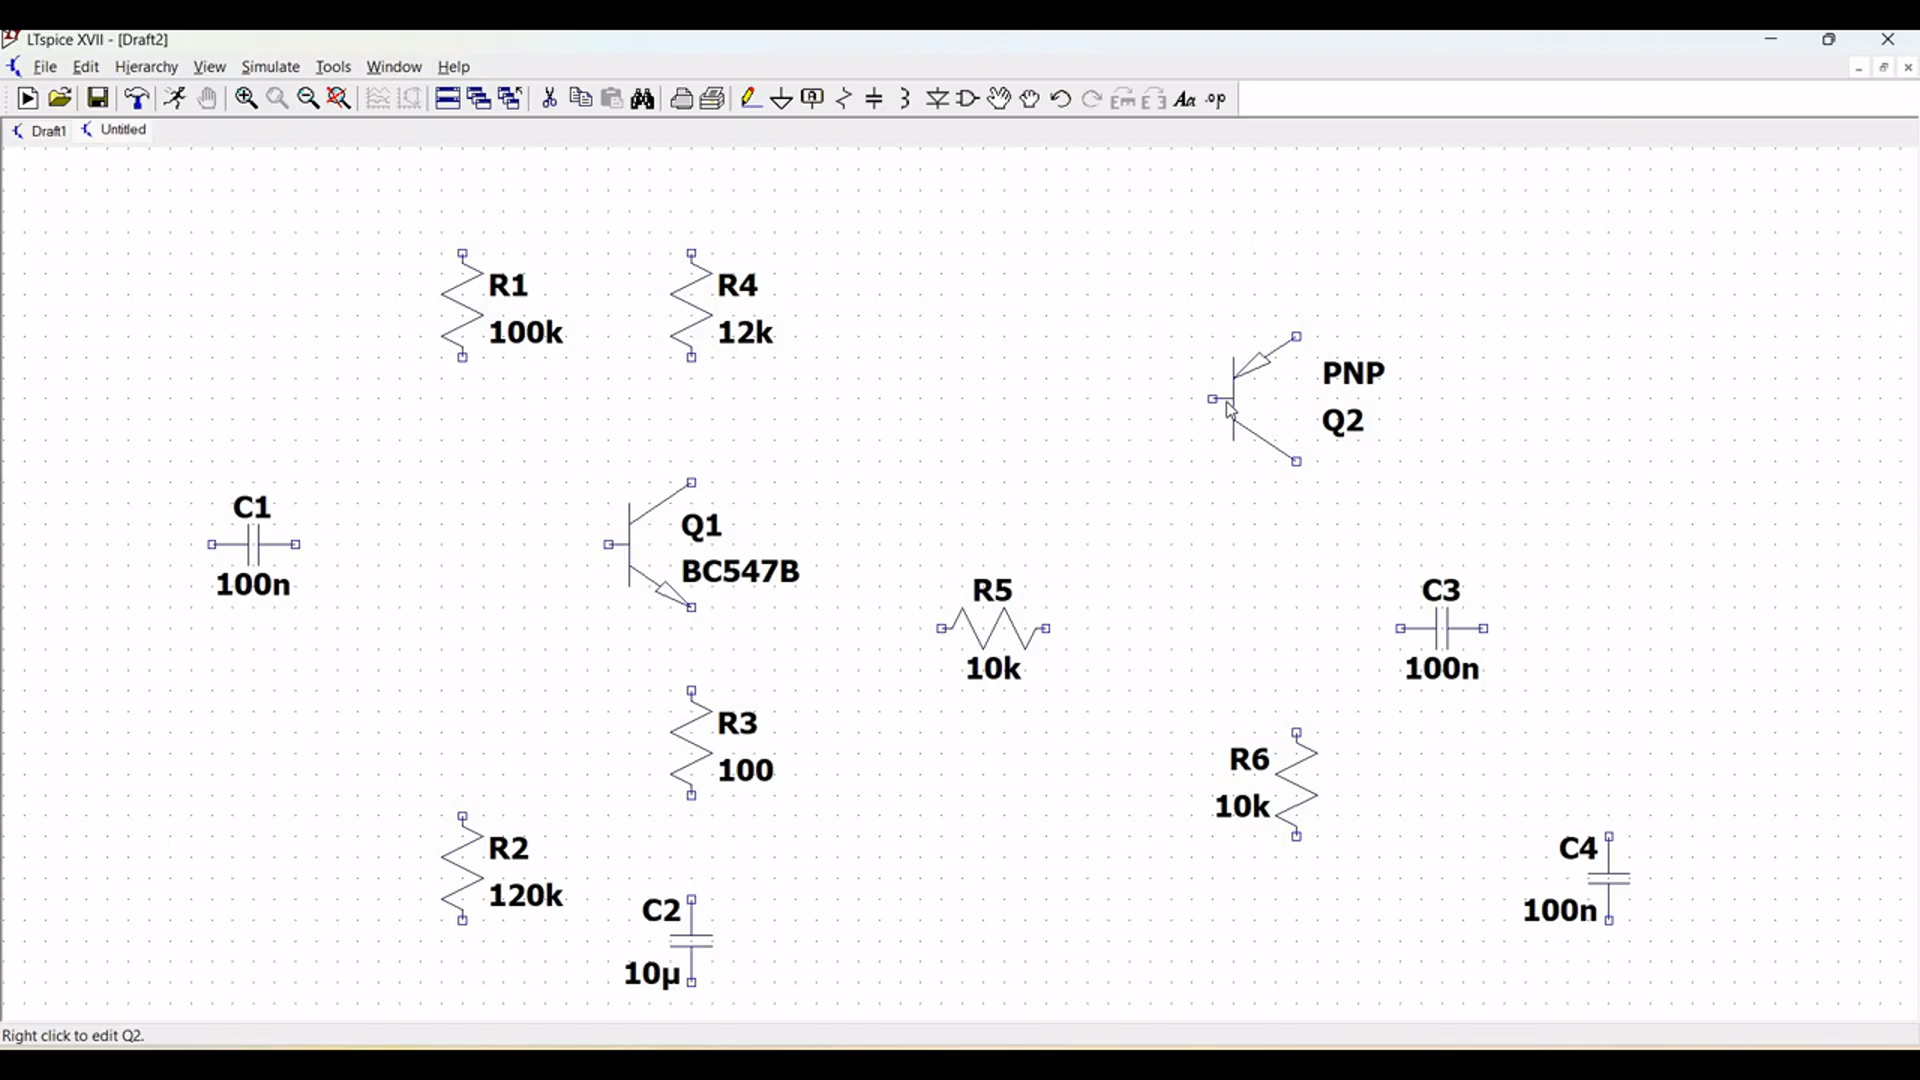 LTspice XVII - [Draft2]
File Edit Hierarchy View Simulate Tools Window Help
Aa .op
Draft1 Untitled
R1
100k
R4
12k
PNP
Q2
C1
100n
Q1
BC547B
R5
10k
C3
100n
R3
100
R6
10k
R2
120k
C2
10µ
C4
100n
Right click to edit Q2.